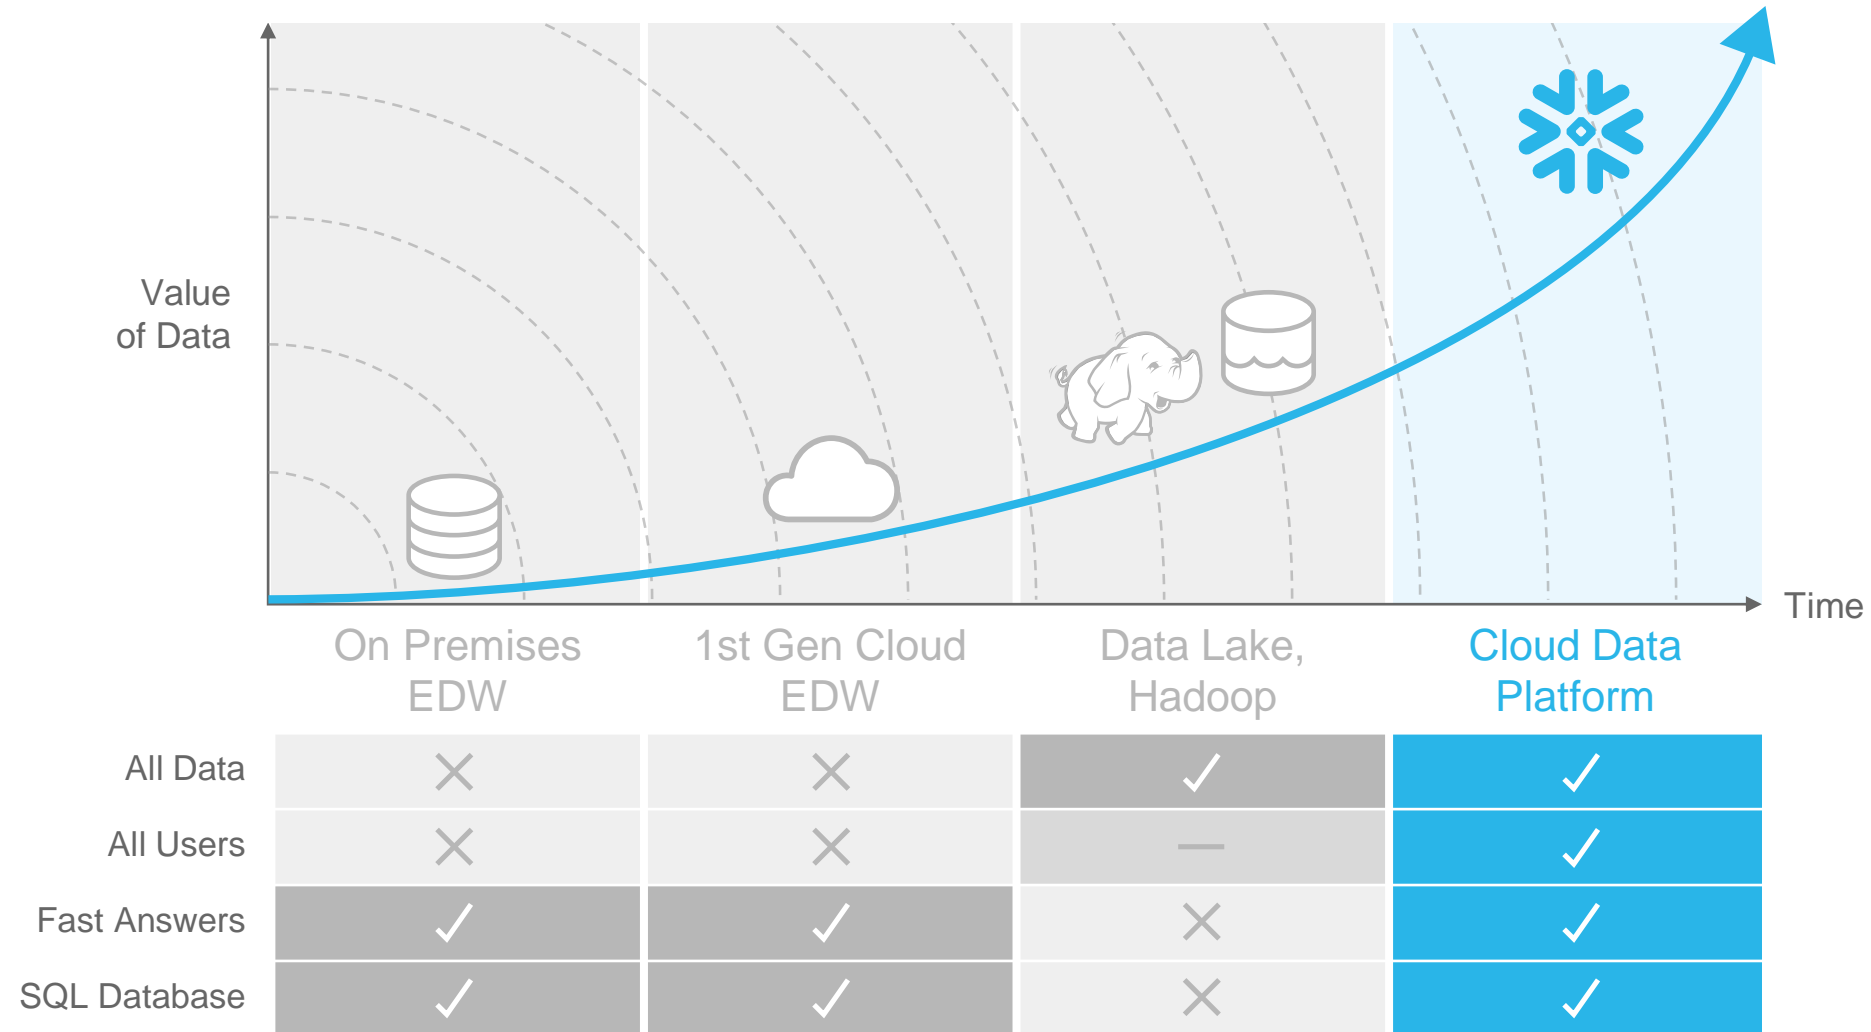 Value
of Data
Time
On Premises
EDW
1st Gen Cloud
EDW
Data Lake,
Hadoop
Cloud Data
Platform
All Data
All Users
Fast Answers
SQL Database